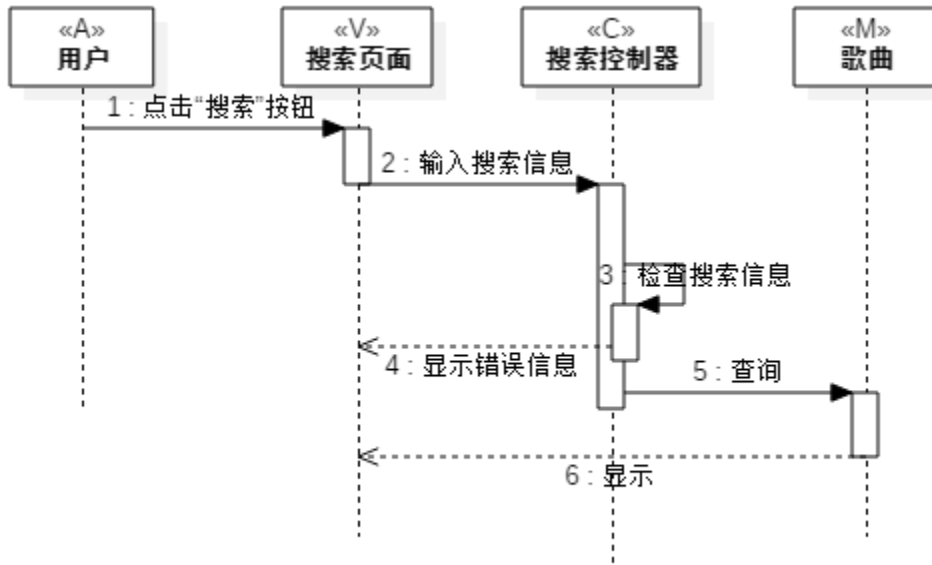 «A»
用户
«V»
搜索页面
«C»
搜索控制器
«M»
歌曲
1 : 点击“搜索”按钮
2 : 输入搜索信息
3 : 检查搜索信息
4 : 显示错误信息
5 : 查询
6 : 显示